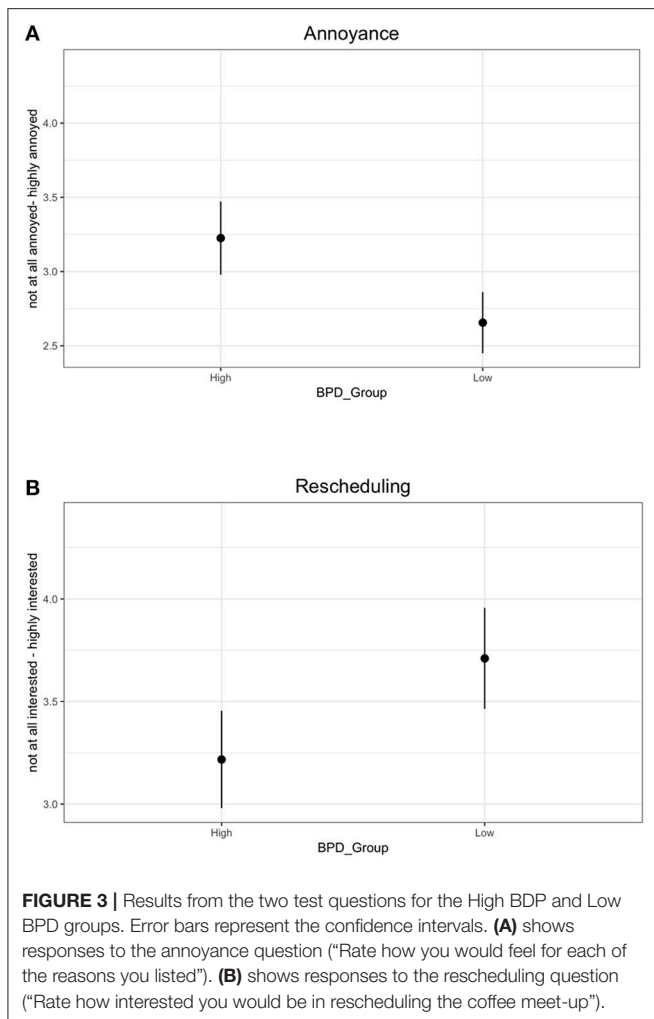 A
Annoyance
not at all annoyed- highly annoyed
4.0
3.5
3.0
2.5
High
Low
BPD_Group
B
Rescheduling
not at all interested - highly interested
4.0
3.5
3.0
High
Low
BPD_Group
FIGURE 3 | Results from the two test questions for the High BDP and Low
BPD groups. Error bars represent the confidence intervals. (A) shows
responses to the annoyance question (“Rate how you would feel for each of
the reasons you listed”). (B) shows responses to the rescheduling question
(“Rate how interested you would be in rescheduling the coffee meet-up”).